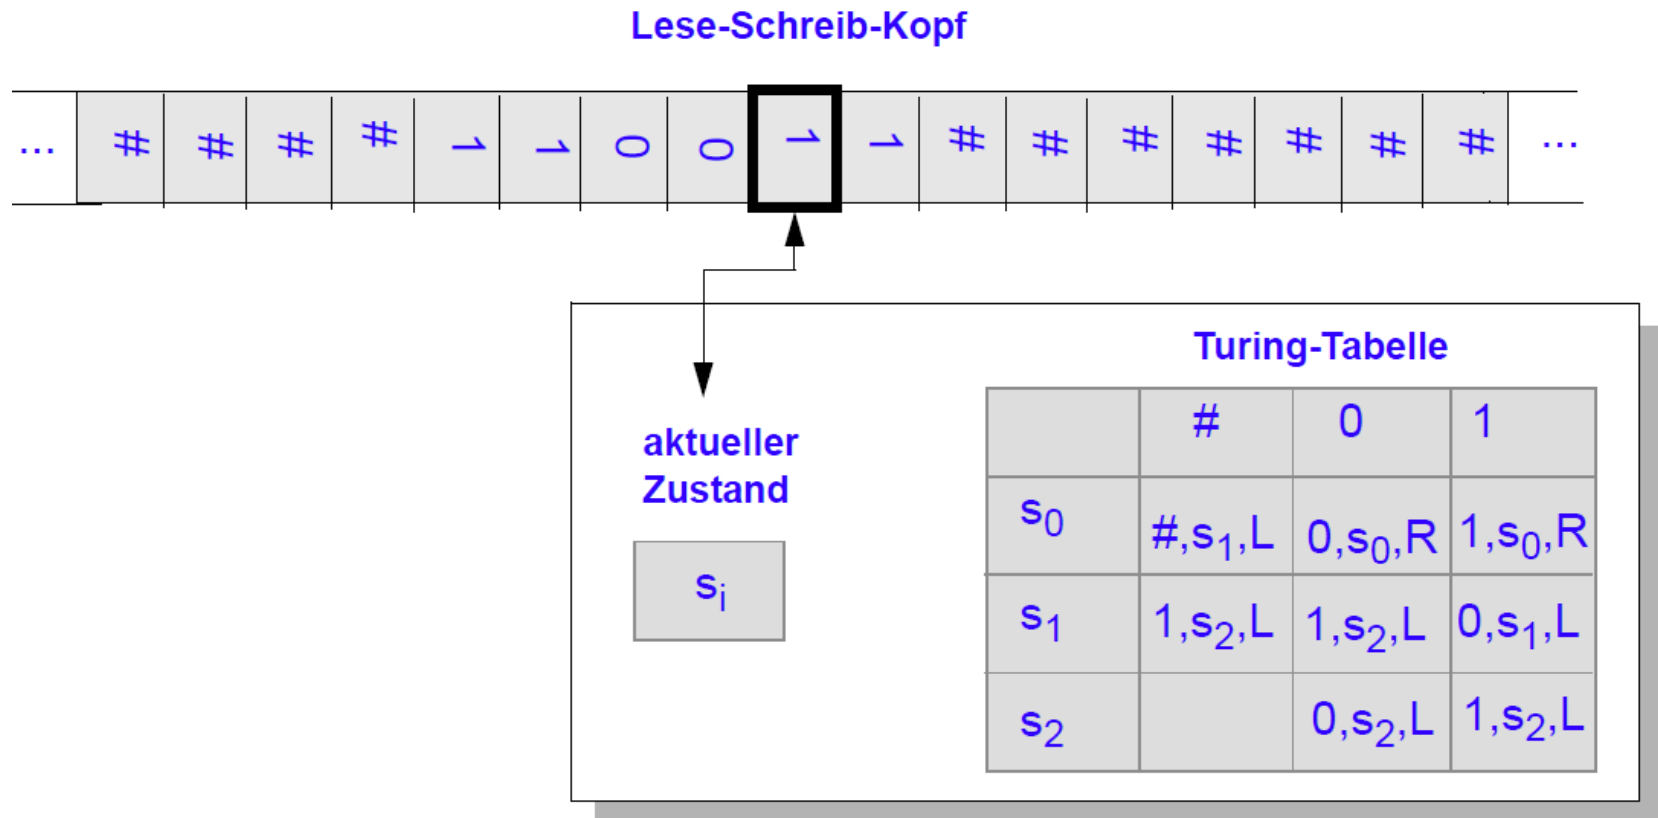 Lese-Schreib-Kopf
... # # # # 1 1 0 0 1 1 # # # # # # # ...
Turing-Tabelle
# 0 1
aktueller
Zustand
s0 #,s1,L 0,s0,R 1,s0,R
si
s1 1,s2,L 1,s2,L 0,s1,L
s2 0,s2,L 1,s2,L